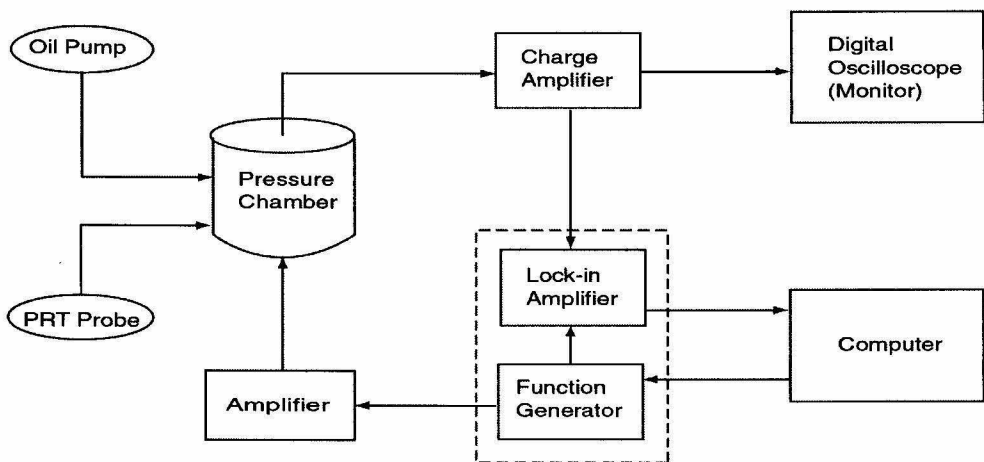 Oil Pump
Charge
Amplifier
Digital
Oscilloscope
(Monitor)
Pressure
Chamber
Lock-in
Amplifier
PRT Probe
Computer
Amplifier
Function
Generator